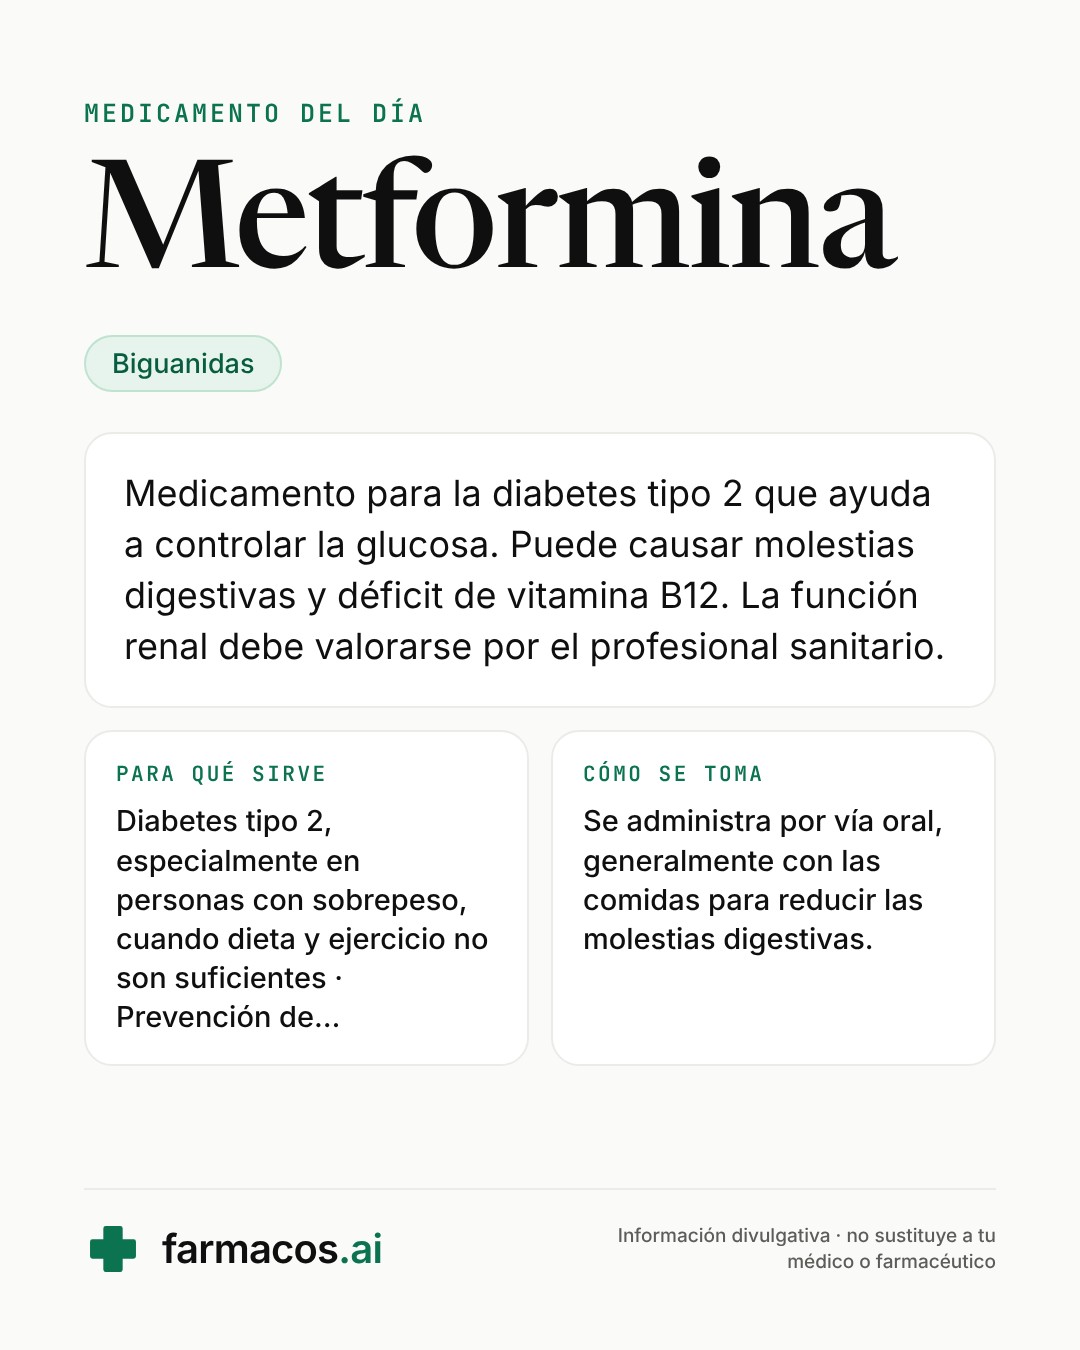 MEDICAMENTO DEL DÍA
Metformina
Biguanidas
Medicamento para la diabetes tipo 2 que ayuda
a controlar la glucosa. Puede causar molestias
digestivas y déficit de vitamina B12. La función
renal debe valorarse por el profesional sanitario.
PARA QUÉ SIRVE
Diabetes tipo 2,
especialmente en
personas con sobrepeso,
cuando dieta y ejercicio no
son suficientes ·
Prevención de...
CÓMO SE TOMA
Se administra por vía oral,
generalmente con las
comidas para reducir las
molestias digestivas.
farmacos.ai
Información divulgativa · no sustituye a tu
médico o farmacéutico